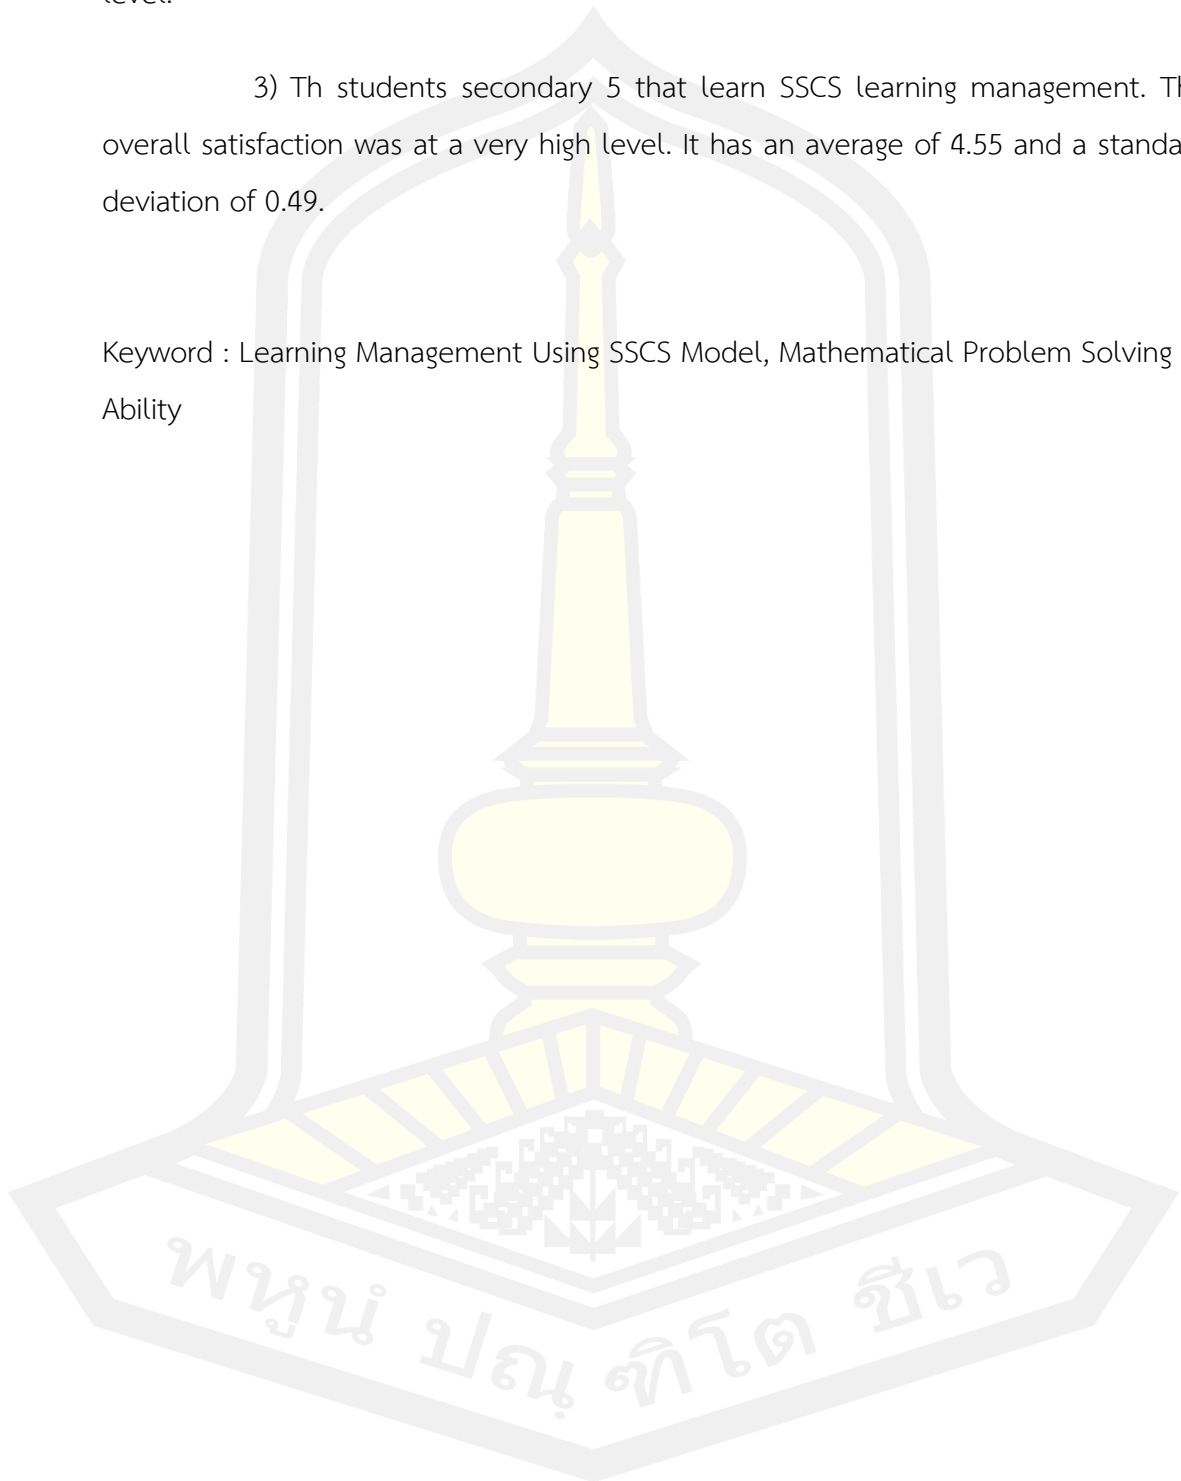 level.
3) Th students secondary 5 that learn SSCS learning management. Th
overall satisfaction was at a very high level. It has an average of 4.55 and a standa
deviation of 0.49.
Keyword : Learning Management Using SSCS Model, Mathematical Problem Solving
Ability
พหูนํ ปณฺฑิโต ชีเว